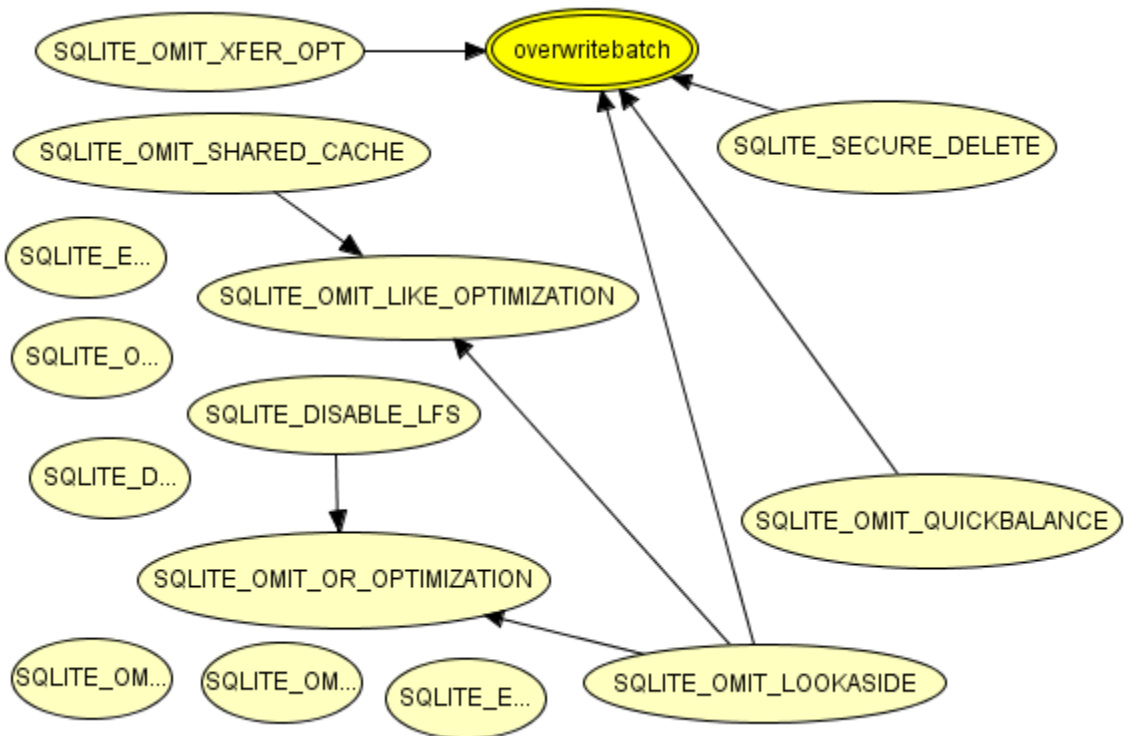 SQLITE_OMIT_XFER_OPT
overwritebatch
SQLITE_SECURE_DELETE
SQLITE_OMIT_SHARED_CACHE
SQLITE_E...
SQLITE_OMIT_LIKE_OPTIMIZATION
SQLITE_O...
SQLITE_DISABLE_LFS
SQLITE_D...
SQLITE_OMIT_QUICKBALANCE
SQLITE_OMIT_OR_OPTIMIZATION
SQLITE_OM...
SQLITE_OM...
SQLITE_E...
SQLITE_OMIT_LOOKASIDE